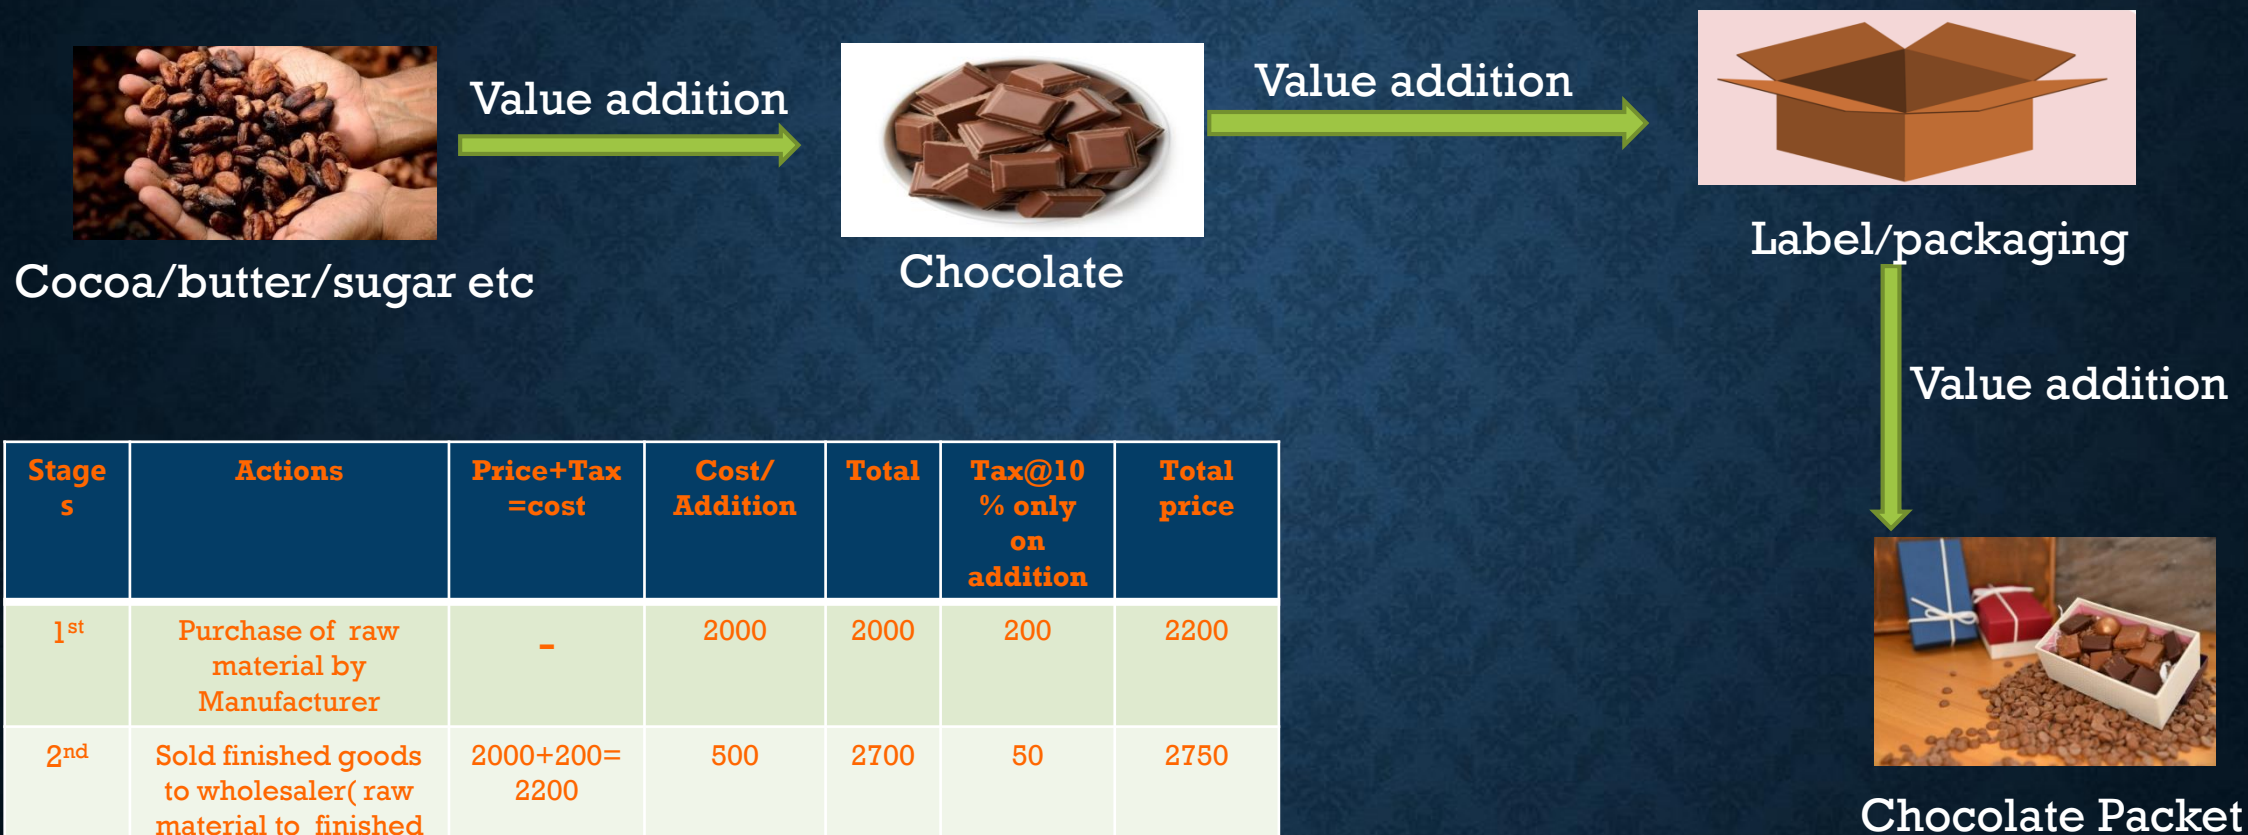 Value addition
Value addition
Cocoa/butter/sugar etc
Chocolate
Label/packaging
Value addition
Chocolate Packet
Stage
s
Actions
Price+Tax
=cost
Cost/
Addition
Total
Tax@10
% only
on
addition
Total
price
1st
Purchase of raw
material by
Manufacturer
-
2000
2000
200
2200
2nd
Sold finished goods
to wholesaler( raw
material to finished
2000+200=
2200
500
2700
50
2750